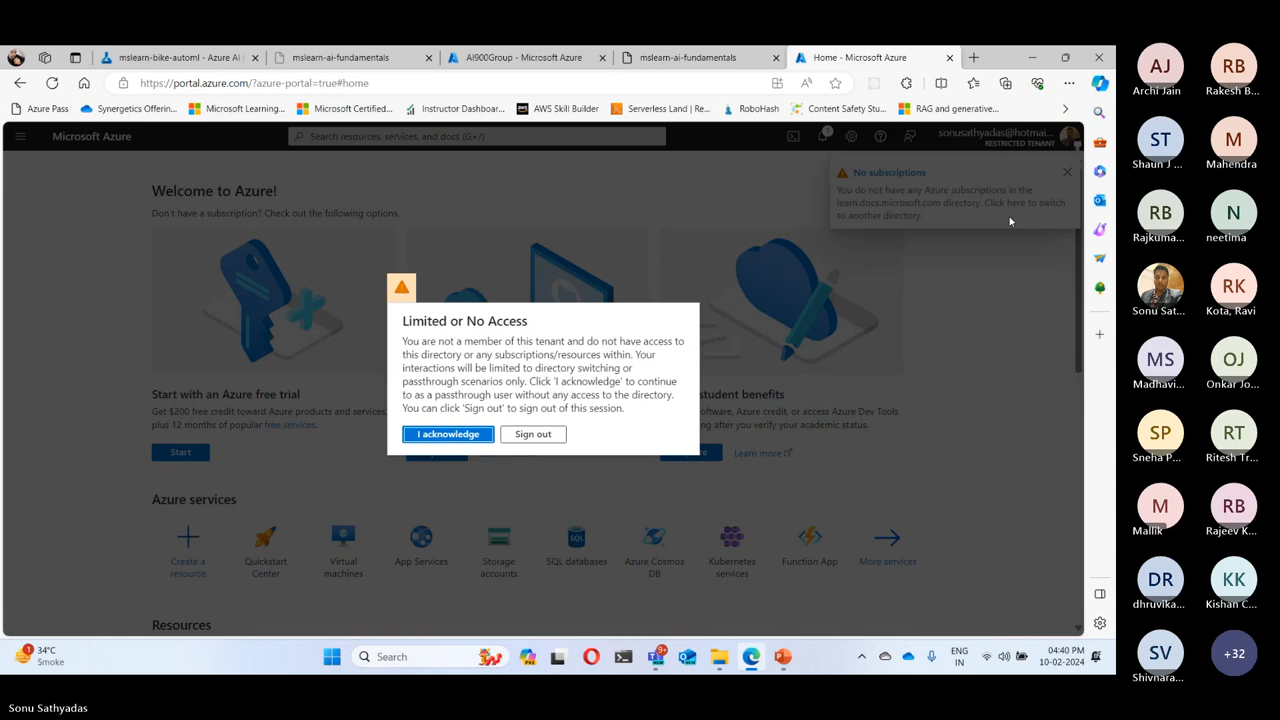 mslearn-bike-automl - Azure AI
mslearn-ai-fundamentals
AI900Group - Microsoft Azure
mslearn-ai-fundamentals
Home - Microsoft Azure
https://portal.azure.com/?azure-portal=true#home
Azure Pass
Synergetics Offering...
Microsoft Learning...
Microsoft Certified...
Instructor Dashboar...
AWS Skill Builder
Serverless Land | Re...
RoboHash
Content Safety Stu...
RAG and generative...
Microsoft Azure
Search resources, services, and docs (G+/)
1
sonusathyadas@hotmai...
RESTRICTED TENANT
No subscriptions
You do not have any Azure subscriptions in the
learn.docs.microsoft.com directory. Click here to switch
to another directory.
Welcome to Azure!
Don't have a subscription? Check out the following options.
Limited or No Access
You are not a member of this tenant and do not have access to
this directory or any subscriptions/resources within. Your
interactions will be limited to directory switching or
passthrough scenarios only. Click 'I acknowledge' to continue
to as a passthrough user without any access to the directory.
You can click 'Sign out' to sign out of this session.
I acknowledge
Sign out
Start with an Azure free trial
Get $200 free credit toward Azure products and services,
plus 12 months of popular free services.
Start
student benefits
software, Azure credit, or access Azure Dev Tools
you verify your academic status.
Learn more
Azure services
Create a
resource
Quickstart
Center
Virtual
machines
App Services
Storage
accounts
SQL
SQL databases
Azure Cosmos
DB
Kubernetes
services
Function App
More services
Resources
1
34°C
Smoke
Search
PRE
9+
NEW
ENG
IN
04:40 PM
10-02-2024
AJ
Archi Jain
RB
Rakesh B...
ST
Shaun J ...
M
Mahendra
RB
Rajkuma...
N
neetima
Sonu Sat...
RK
Kota, Ravi
MS
Madhavi...
OJ
Onkar Jo...
SP
Sneha P...
RT
Ritesh Tr...
M
Mallik
RB
Rajeev K...
DR
dhruvika...
KK
Kishan C...
SV
Shivnara...
+32
Sonu Sathyadas